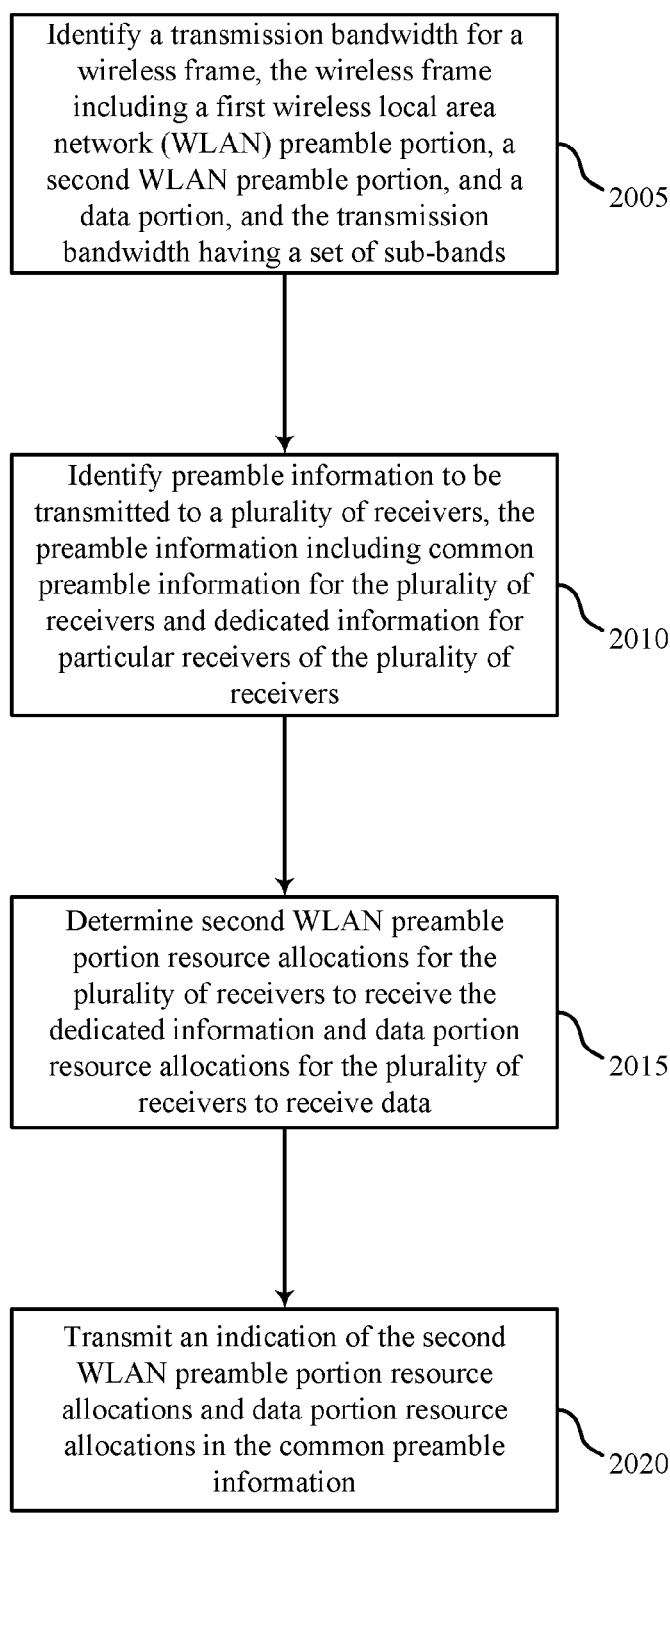 Identify a transmission bandwidth for a
wireless frame, the wireless frame
including a first wireless local area
network (WLAN) preamble portion, a
second WLAN preamble portion, and a
data portion, and the transmission
bandwidth having a set of sub-bands
2005
Identify preamble information to be
transmitted to a plurality of receivers, the
preamble information including common
preamble information for the plurality of
receivers and dedicated information for
particular receivers of the plurality of
receivers
2010
Determine second WLAN preamble
portion resource allocations for the
plurality of receivers to receive the
dedicated information and data portion
resource allocations for the plurality of
receivers to receive data
2015
Transmit an indication of the second
WLAN preamble portion resource
allocations and data portion resource
allocations in the common preamble
information
2020